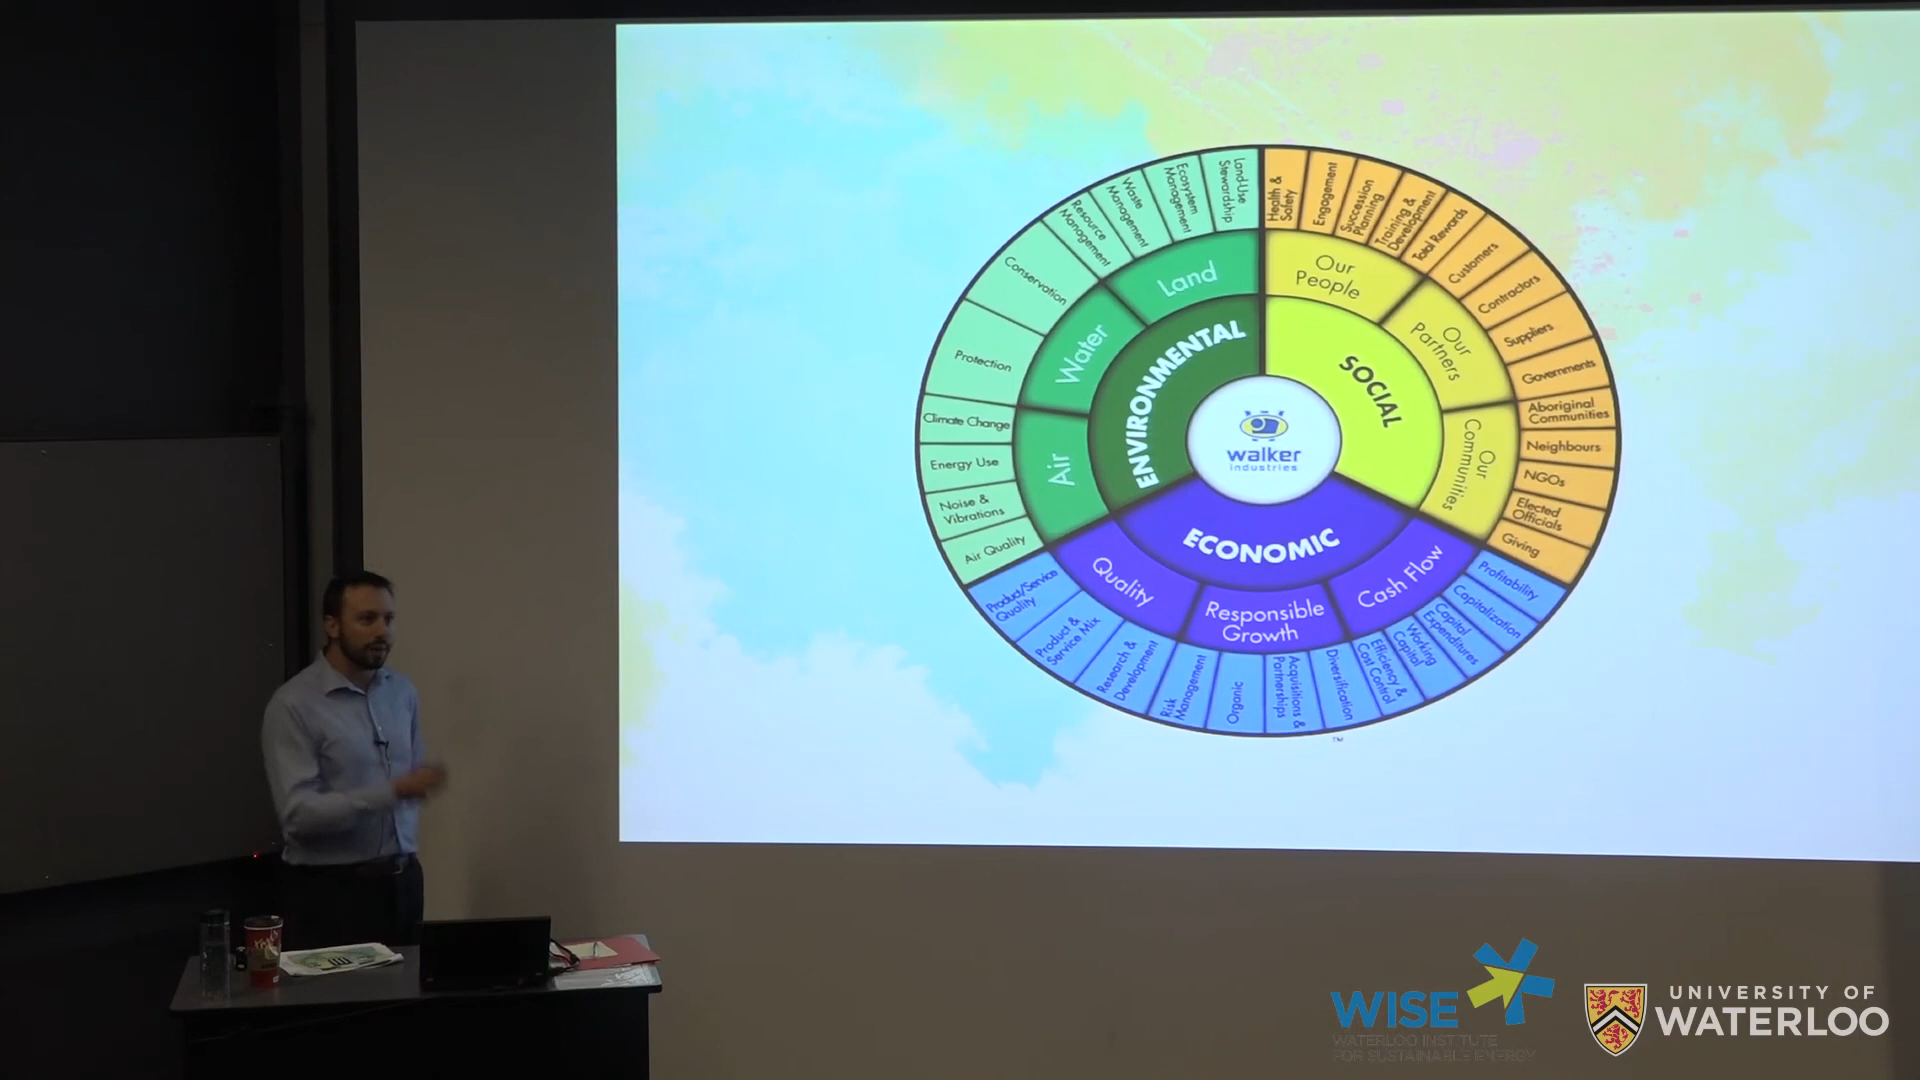 Land-Use
Stewardship
Ecosystem
Management
Waste
Management
Resource
Management
Conservation
Protection
Climate Change
Energy Use
Noise &
Vibrations
Air Quality
Land
Water
Air
ENVIRONMENTAL
Health &
Safety
Engagement
Succession
Planning
Training &
Development
Total Rewards
Customers
Contractors
Suppliers
Governments
Aboriginal
Communities
Neighbours
NGOs
Elected
Officials
Giving
Our
People
Our
Partners
Our
Communities
SOCIAL
walker
industries
ECONOMIC
Quality
Responsible
Growth
Cash Flow
Product/Service
Quality
Product &
Service Mix
Research &
Development
Risk
Management
Organic
Acquisitions &
Partnerships
Diversification
Efficiency &
Cost Control
Working
Capital
Capital
Expenditures
Capitalization
Profitability
TM
WISE
WATERLOO INSTITUTE
FOR SUSTAINABLE ENERGY
UNIVERSITY OF
WATERLOO